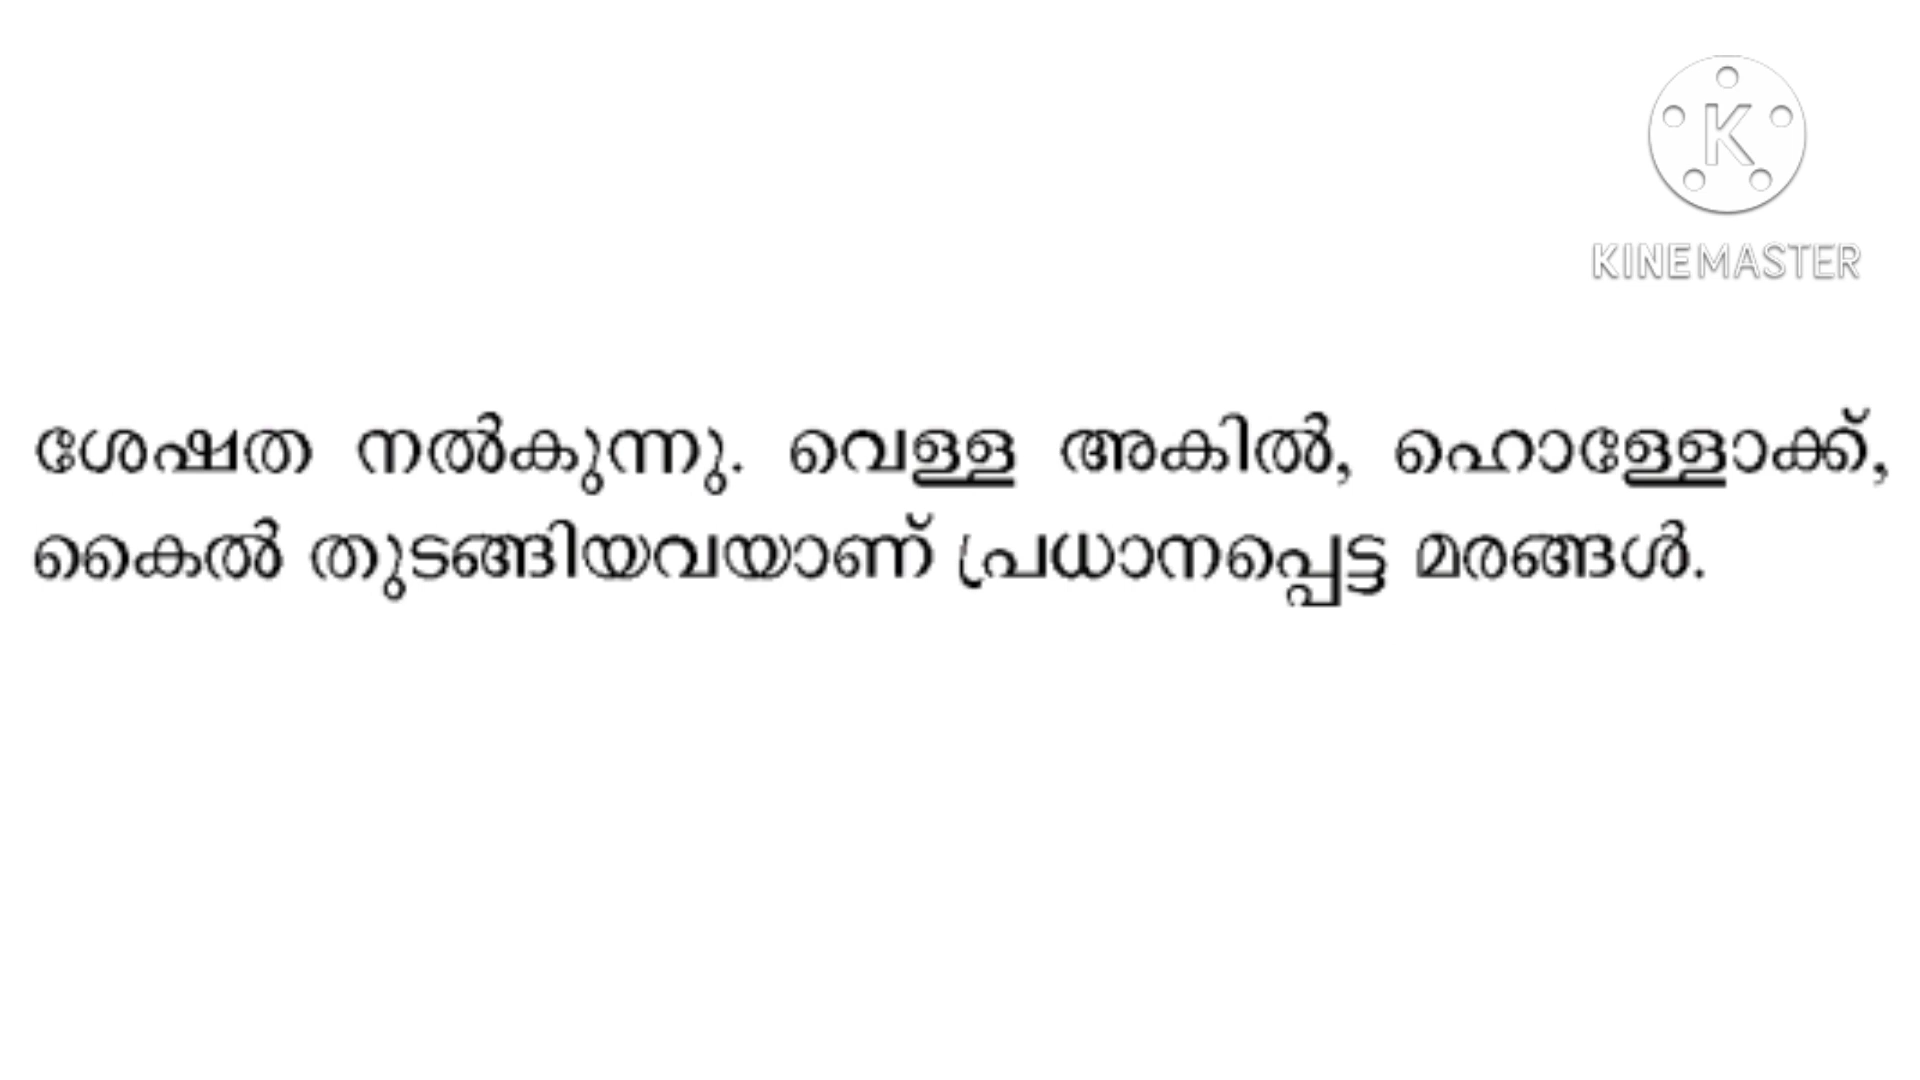 KINEMASTER
ശേഷത നൽകുന്നു. വെള്ള അകിൽ, ഹൊള്ളോക്ക്,
കൈൽ തുടങ്ങിയവയാണ് പ്രധാനപ്പെട്ട മരങ്ങൾ.